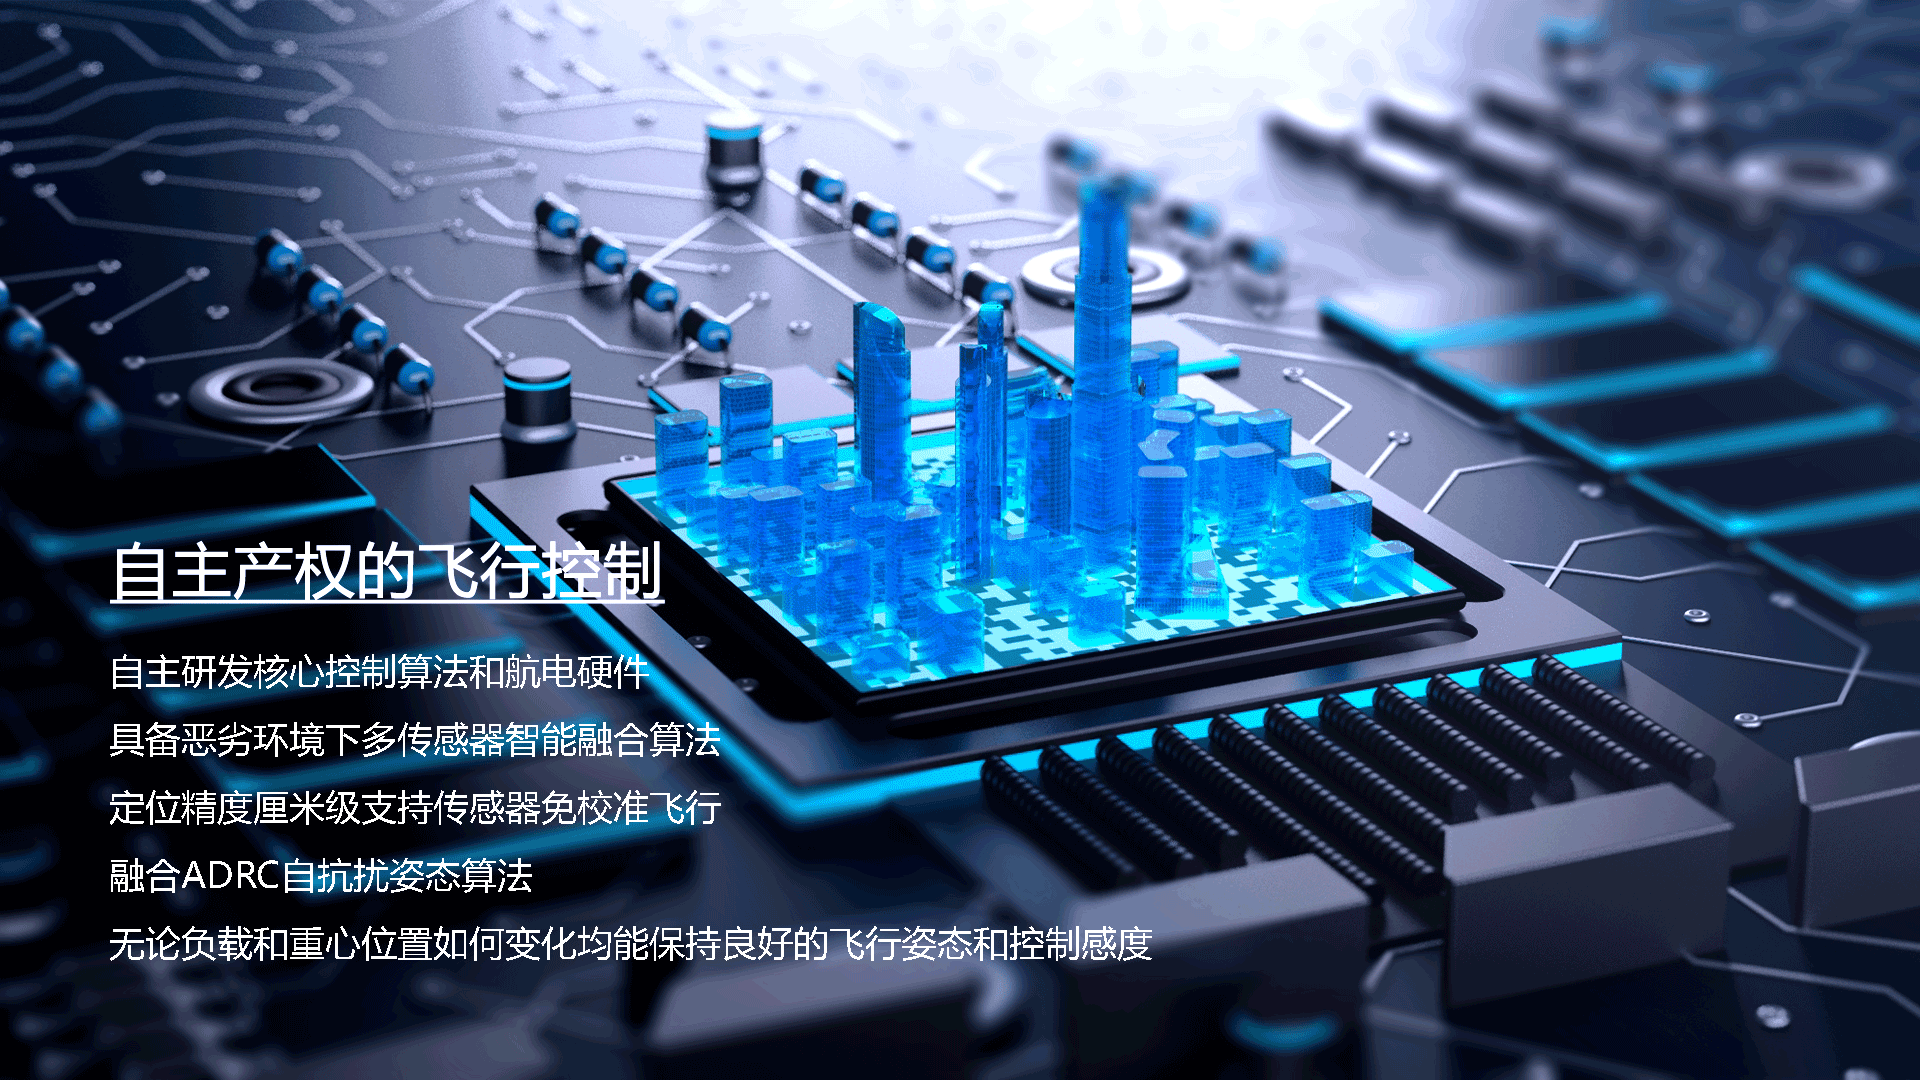 自主产权的飞行控制
自主研发核心控制算法和航电硬件
具备恶劣环境下多传感器智能融合算法
定位精度厘米级支持传感器免校准飞行
融合ADRC自抗扰姿态算法
无论负载和重心位置如何变化均能保持良好的飞行姿态和控制感度